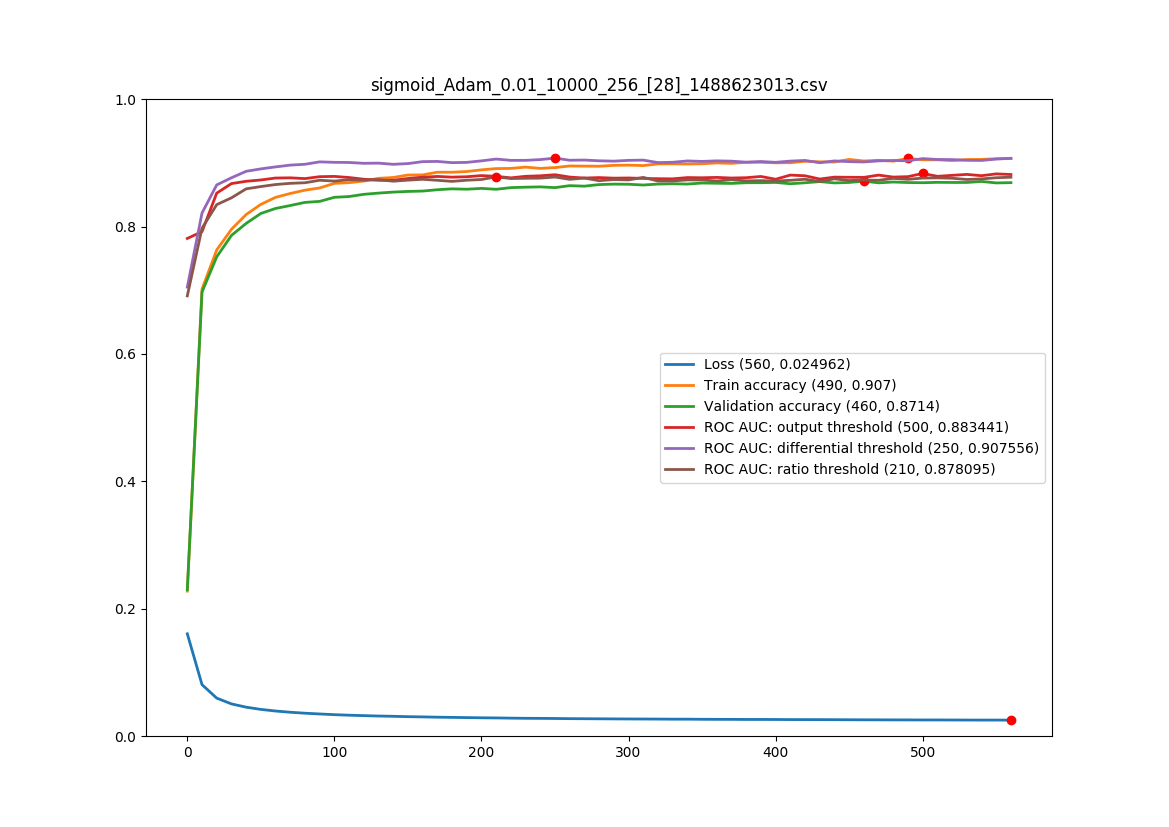 sigmoid_Adam_0.01_10000_256_[28]_1488623013.csv
1.0
0.8
0.6
0.4
0.2
0.0
Loss (560, 0.024962)
Train accuracy (490, 0.907)
Validation accuracy (460, 0.8714)
ROC AUC: output threshold (500, 0.883441)
ROC AUC: differential threshold (250, 0.907556)
ROC AUC: ratio threshold (210, 0.878095)
0 100 200 300 400 500